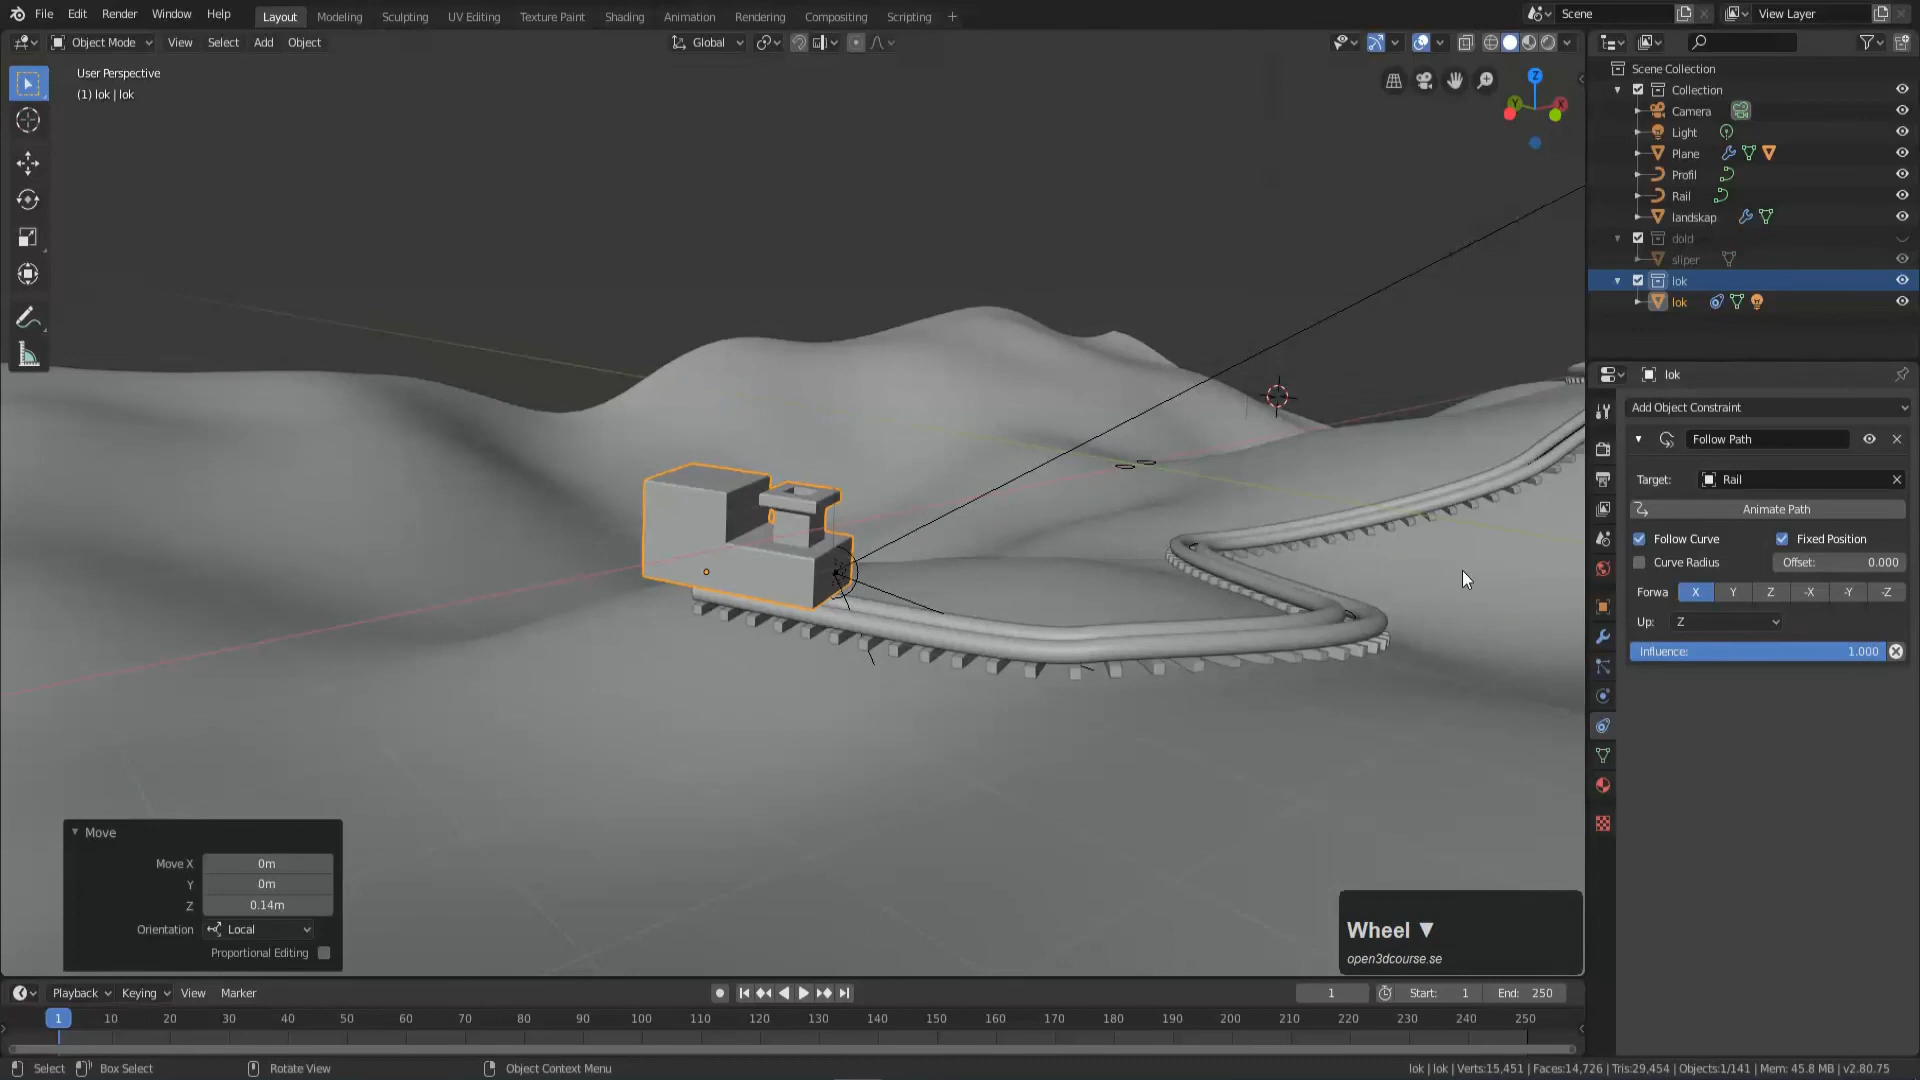 File Edit Render Window Help Layout Modeling Sculpting UV Editing Texture Paint Shading Animation Rendering Compositing Scripting + Scene View Layer
Object Mode View Select Add Object Global
User Perspective
(1) lok | lok
Z
Y X
Scene Collection
Collection
Camera
Light
Plane
Profil
Rail
landskap
dold
sliper
lok
lok
lok
Add Object Constraint
Follow Path
Target: Rail
Animate Path
Follow Curve Fixed Position
Curve Radius Offset: 0.000
Forwa X Y Z -X -Y -Z
Up: Z
Influence: 1.000
Move
Move X 0m
Y 0m
Z 0.14m
Orientation Local
Proportional Editing
Wheel ▼
open3dcourse.se
Playback Keying View Marker 1 Start: 1 End: 250
1 10 20 30 40 50 60 70 80 90 100 110 120 130 140 150 160 170 180 190 200 210 220 230 240 250
Select Box Select Rotate View Object Context Menu lok | lok | Verts:15,451 | Faces:14,726 | Tris:29,454 | Objects:1/141 | Mem: 45.8 MB | v2.80.75